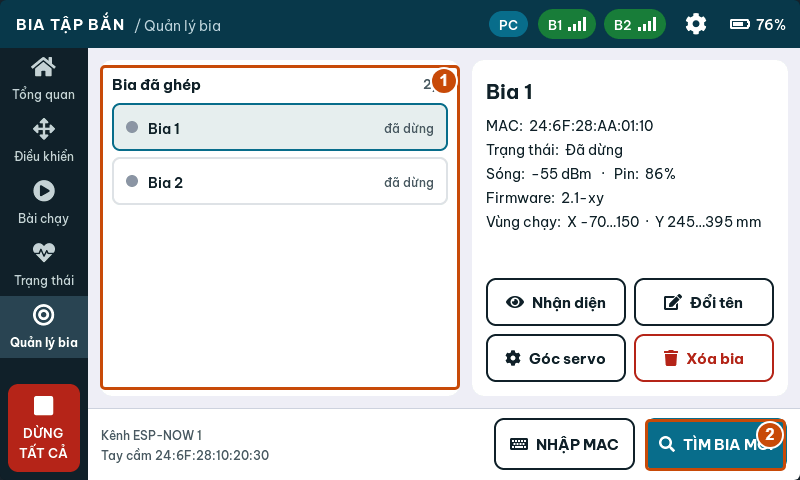 BIA TẬP BẮN / Quản lý bia
PC
B1
B2
76%
Tổng quan
Điều khiển
Bài chạy
Trạng thái
Quản lý bia
DỪNG
TẤT CẢ
Bia đã ghép
1
Bia 1 đã dừng
Bia 2 đã dừng
Bia 1
MAC: 24:6F:28:AA:01:10
Trạng thái: Đã dừng
Sóng: -55 dBm · Pin: 86%
Firmware: 2.1-xy
Vùng chạy: X -70...150 · Y 245...395 mm
Nhận diện
Đổi tên
Góc servo
Xóa bia
Kênh ESP-NOW 1
Tay cầm 24:6F:28:10:20:30
NHẬP MAC
TÌM BIA
2